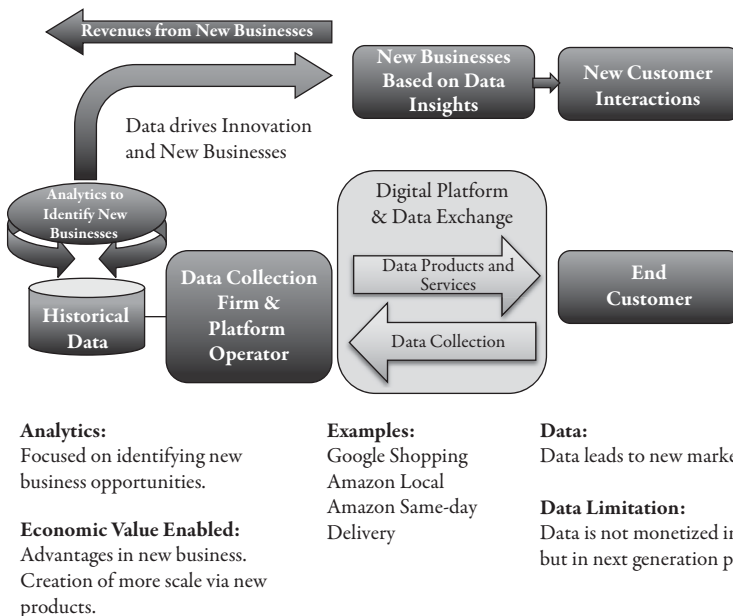 Revenues from New Businesses
New Businesses
Based on Data
Insights
New Customer
Interactions
Data drives Innovation
and New Businesses
Analytics to
Identify New
Businesses
Digital Platform
& Data Exchange
Data Products and
Services
Data Collection
End
Customer
Data Collection
Firm &
Platform
Operator
Historical
Data
Analytics:
Focused on identifying new
business opportunities.
Economic Value Enabled:
Advantages in new business.
Creation of more scale via new
products.
Examples:
Google Shopping
Amazon Local
Amazon Same-day
Delivery
Data:
Data leads to new
Data Limitation:
Data is not monetized
but in next generation